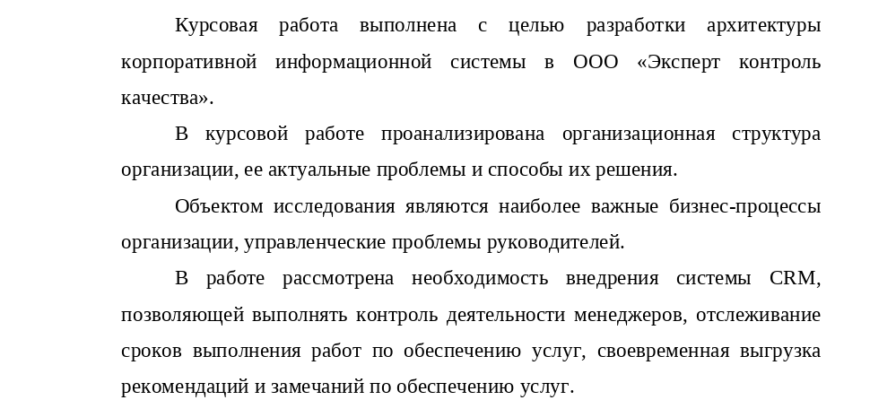 Курсовая работа выполнена с целью разработки архитектуры
корпоративной информационной системы в ООО «Эксперт контроль
качества».
В курсовой работе проанализирована организационная структура
организации, ее актуальные проблемы и способы их решения.
Объектом исследования являются наиболее важные бизнес-процессы
организации, управленческие проблемы руководителей.
В работе рассмотрена необходимость внедрения системы CRM,
позволяющей выполнять контроль деятельности менеджеров, отслеживание
сроков выполнения работ по обеспечению услуг, своевременная выгрузка
рекомендаций и замечаний по обеспечению услуг.